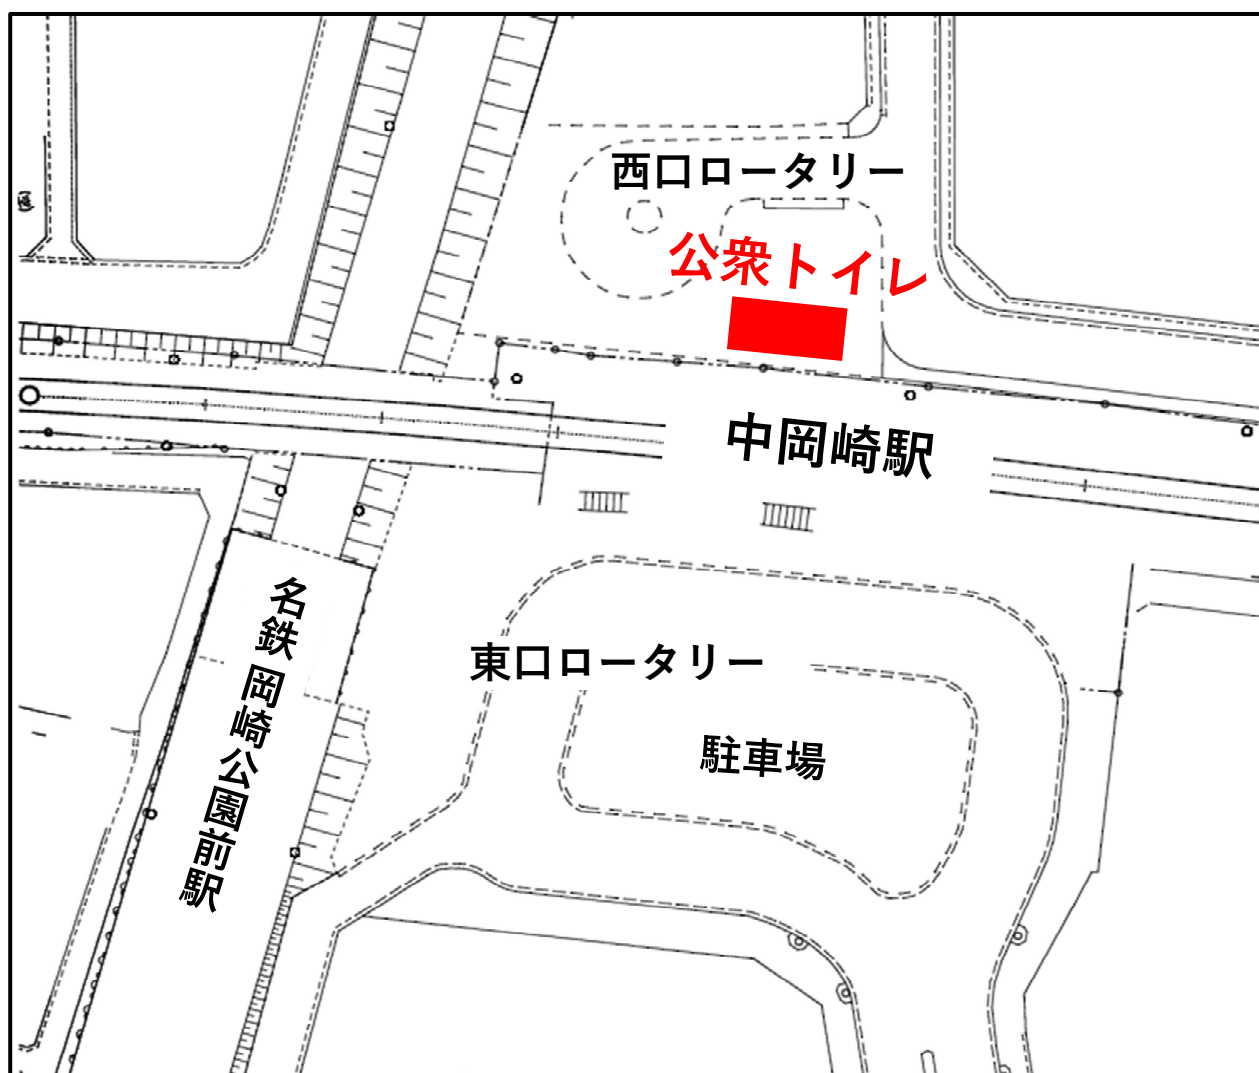 西口ロータリー
公衆トイレ
中岡崎駅
名鉄 岡崎公園前駅
東口ロータリー
駐車場